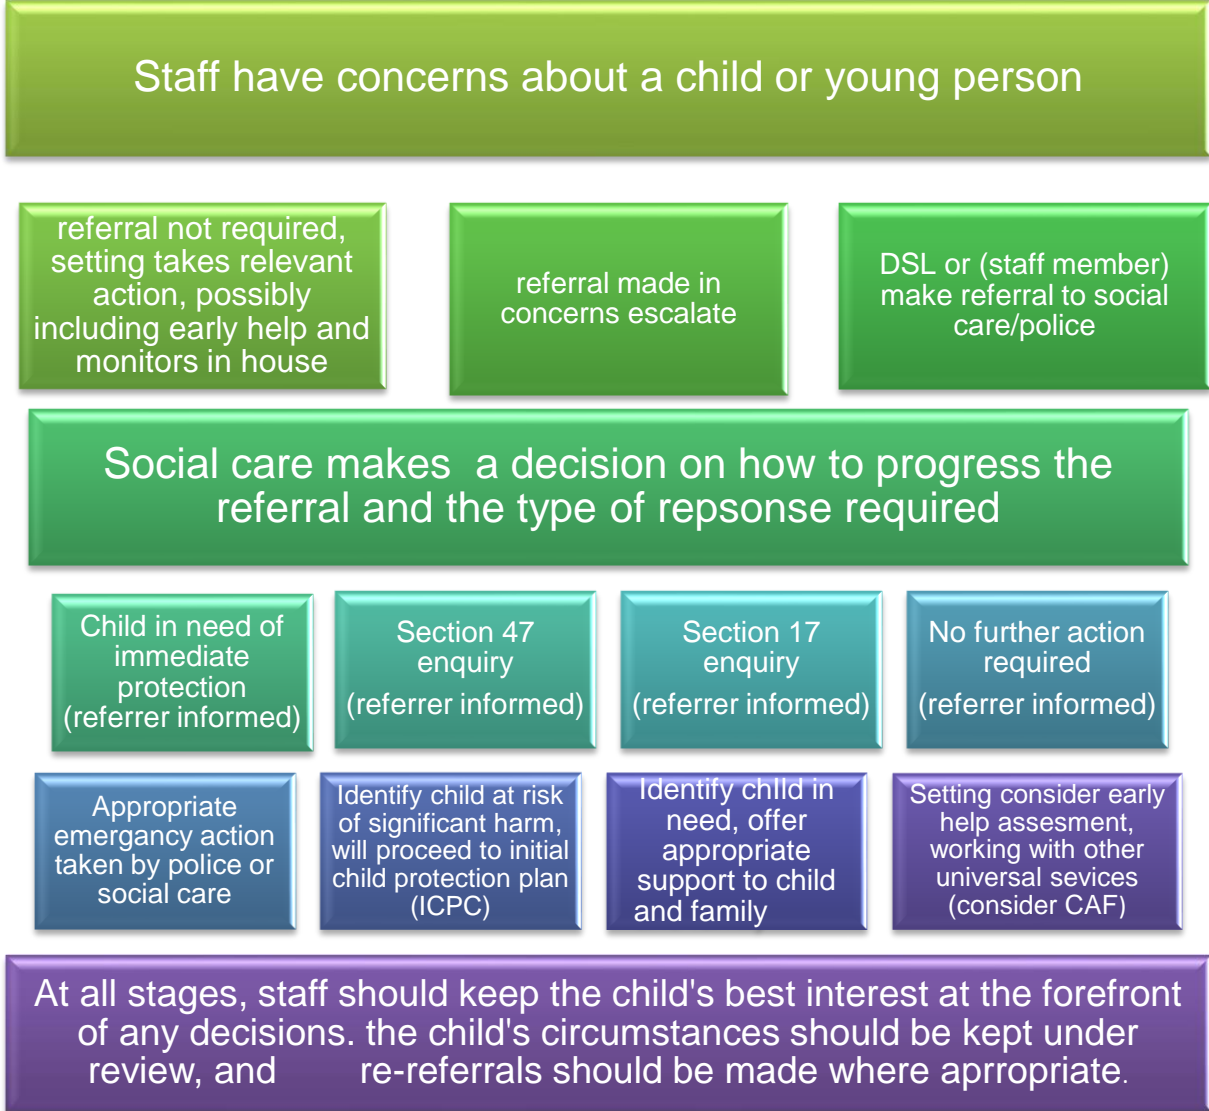 Staff have concerns about a child or young person
referral not required,
setting takes relevant
action, possibly
including early help and
monitors in house
referral made in
concerns escalate
DSL or (staff member)
make referral to social
care/police
Social care makes  a decision on how to progress the
referral and the type of repsonse required
Child in need of
immediate
protection
(referrer informed)
Section 47
enquiry
(referrer informed)
Section 17
enquiry
(referrer informed)
No further action
required
(referrer informed)
Appropriate
emergancy action
taken by police or
social care
Identify child at risk
of significant harm,
will proceed to initial
child protection plan
(ICPC)
Identify chIld in
need, offer
appropriate
support to child
and family
Setting consider early
help assesment,
working with other
universal sevices
(consider CAF)
At all stages, staff should keep the child's best interest at the forefront
of any decisions. the child's circumstances should be kept under
review, and        re-referrals should be made where aprropriate.